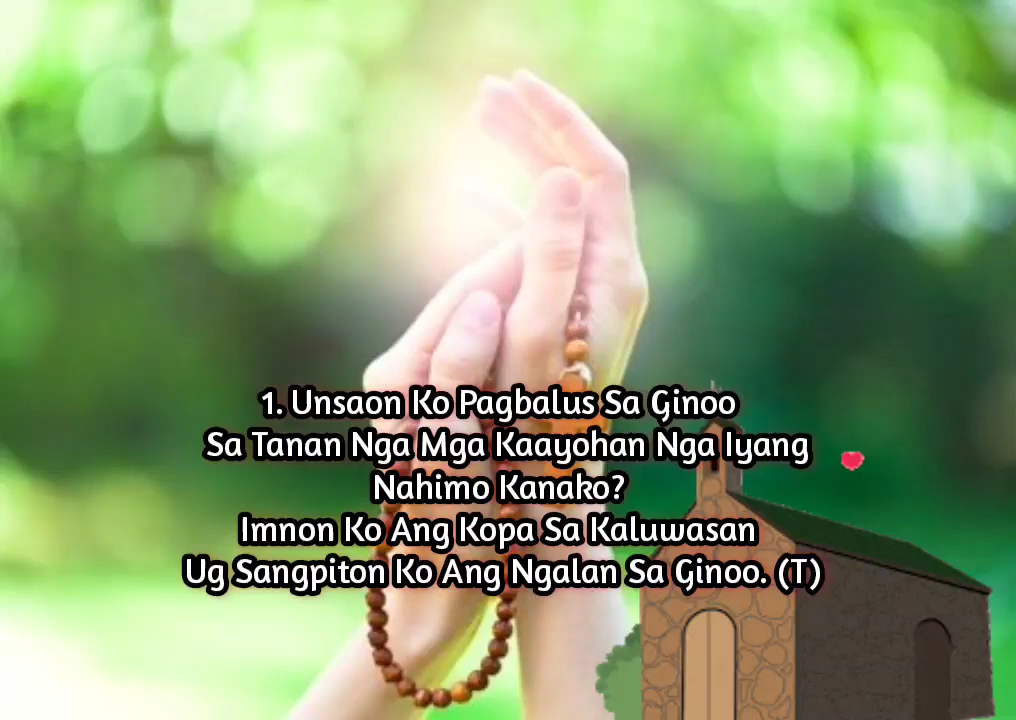 1. Unsaon Ko Pagbalus Sa Ginoo
Sa Tanan Nga Mga Kaayohan Nga Iyang
Nahimo Kanako?
Imnon Ko Ang Kopa Sa Kaluwasan
Ug Sangpiton Ko Ang Ngalan Sa Ginoo. (T)